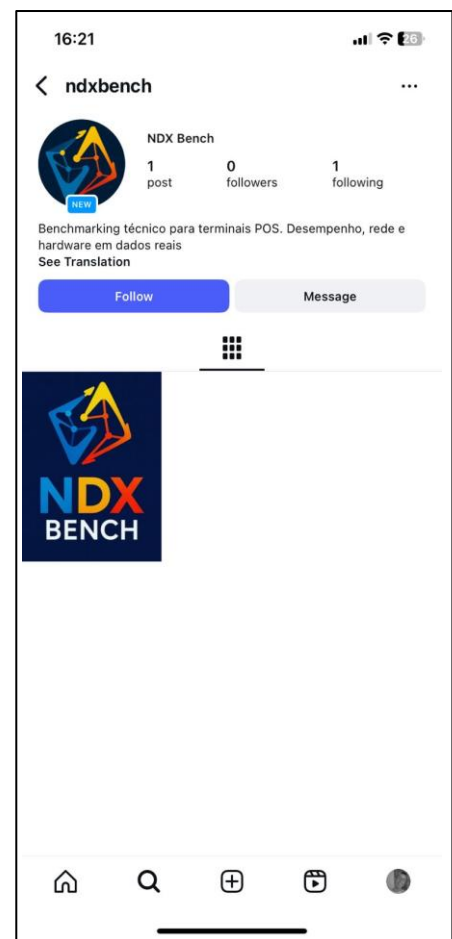 16:21
26
ndxbench
NDX Bench
1 0 1
post followers following
NEW
Benchmarking técnico para terminais POS. Desempenho, rede e
hardware em dados reais
See Translation
Follow Message
NDX
BENCH